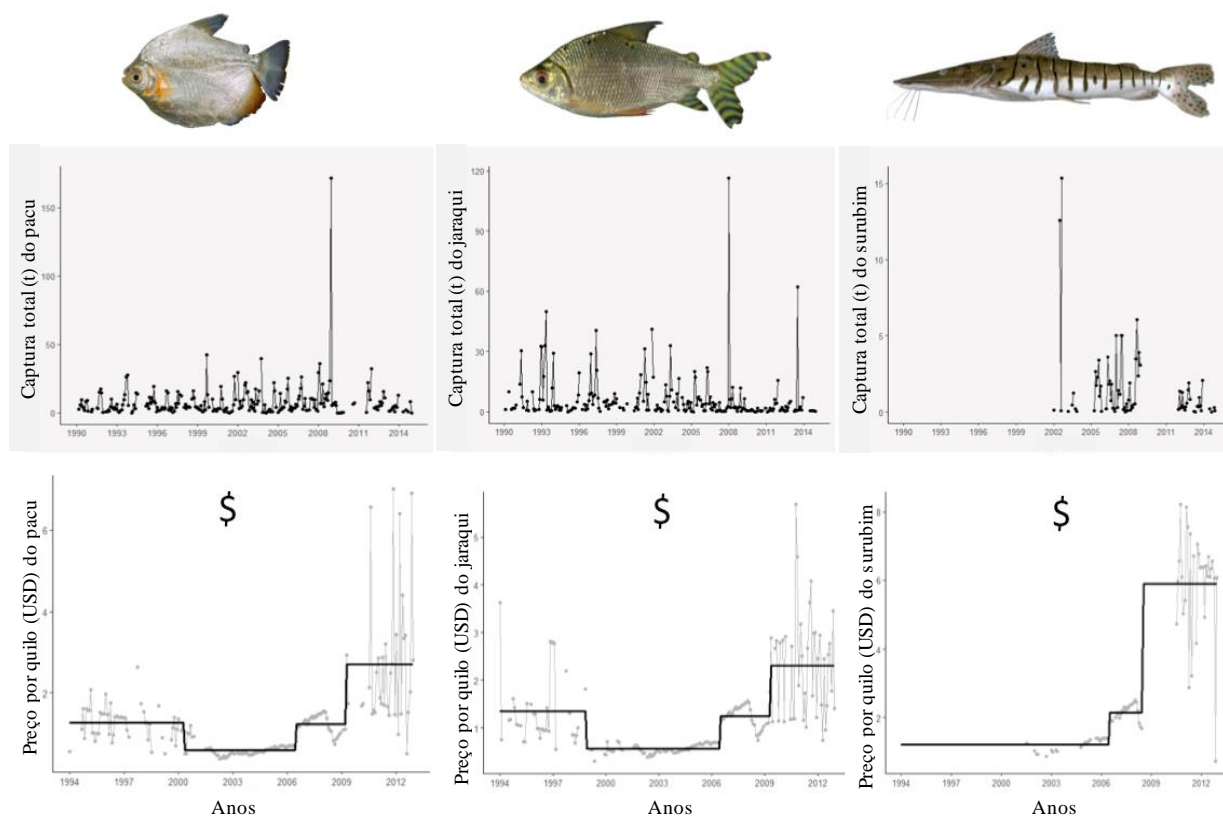 Captura total (t) do pacu
150
100
50
0
1990 1993 1996 1999 2002 2005 2008 2011 2014
Captura total (t) do jaraqui
120
90
60
30
0
1990 1993 1996 1999 2002 2005 2008 2011 2014
Captura total (t) do surubim
15
10
5
0
1990 1993 1996 1999 2002 2005 2008 2011 2014
$
Preço por quilo (USD) do pacu
6
4
2
1994 1997 2000 2003 2006 2009 2012
Anos
$
Preço por quilo (USD) do jaraqui
5
4
3
2
1
1994 1997 2000 2003 2006 2009 2012
Anos
$
Preço por quilo (USD) do surubim
8
6
4
2
1994 1997 2000 2003 2006 2009 2012
Anos